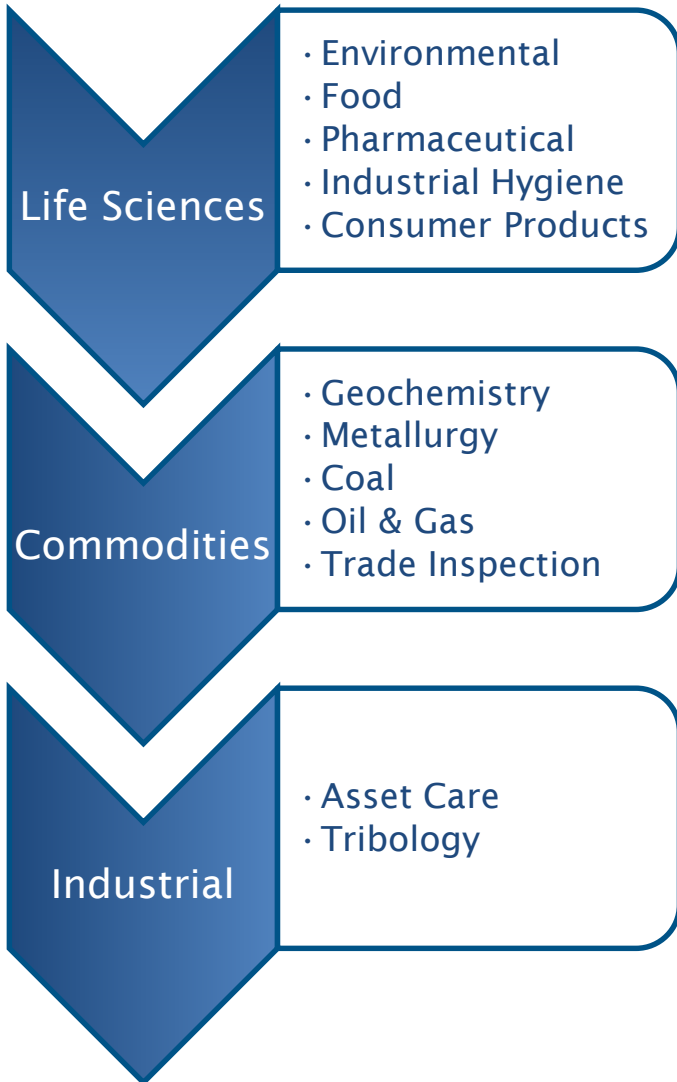 Life Sciences
· Environmental
· Food
· Pharmaceutical
· Industrial Hygiene
· Consumer Products
Commodities
· Geochemistry
· Metallurgy
· Coal
· Oil & Gas
· Trade Inspection
Industrial
· Asset Care
· Tribology